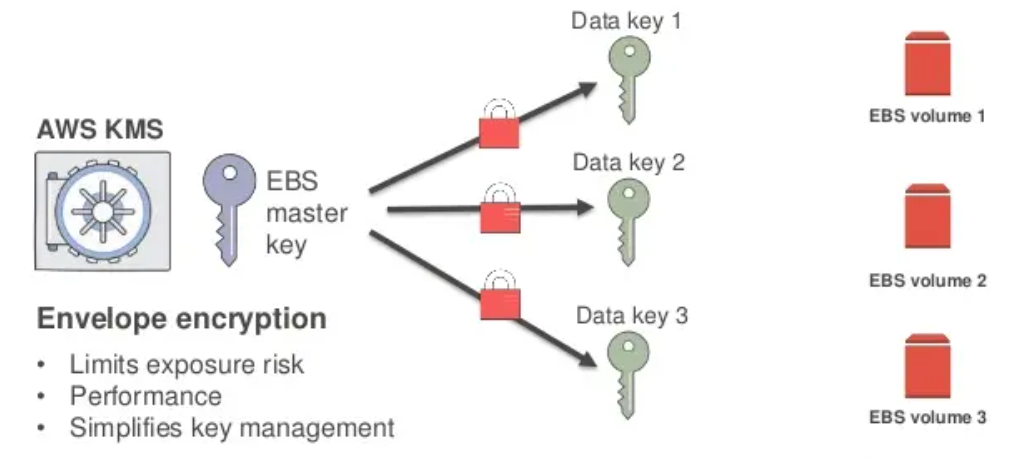 Data key 1
EBS volume 1
AWS KMS
EBS
master
key
Data key 2
EBS volume 2
Envelope encryption
• Limits exposure risk
• Performance
• Simplifies key management
Data key 3
EBS volume 3